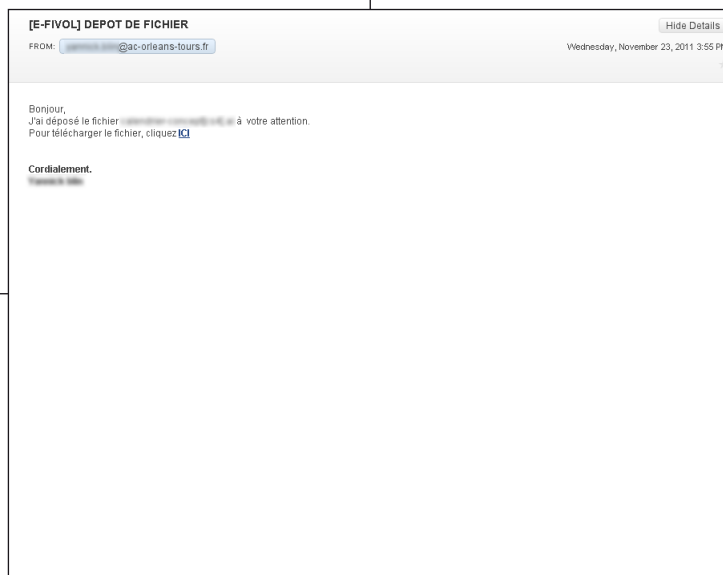 [E-FIVOL] DEPOT DE FICHIER
Hide Details
FROM: @ac-orleans-tours.fr
Wednesday, November 23, 2011 3:55 PM
Bonjour,
J'ai déposé le fichier á votre attention.
Pour télécharger le fichier, cliquez ICI
Cordialement.